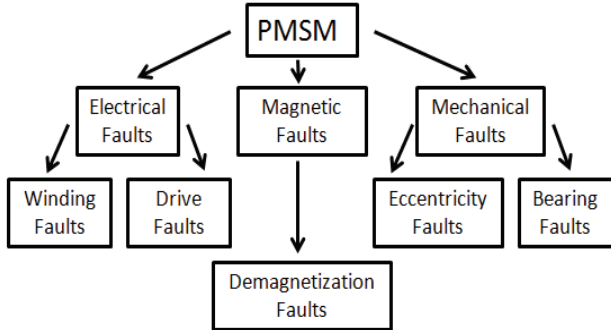 PMSM
Electrical
Faults
Magnetic
Faults
Mechanical
Faults
Winding
Faults
Drive
Faults
Eccentricity
Faults
Bearing
Faults
Demagnetization
Faults